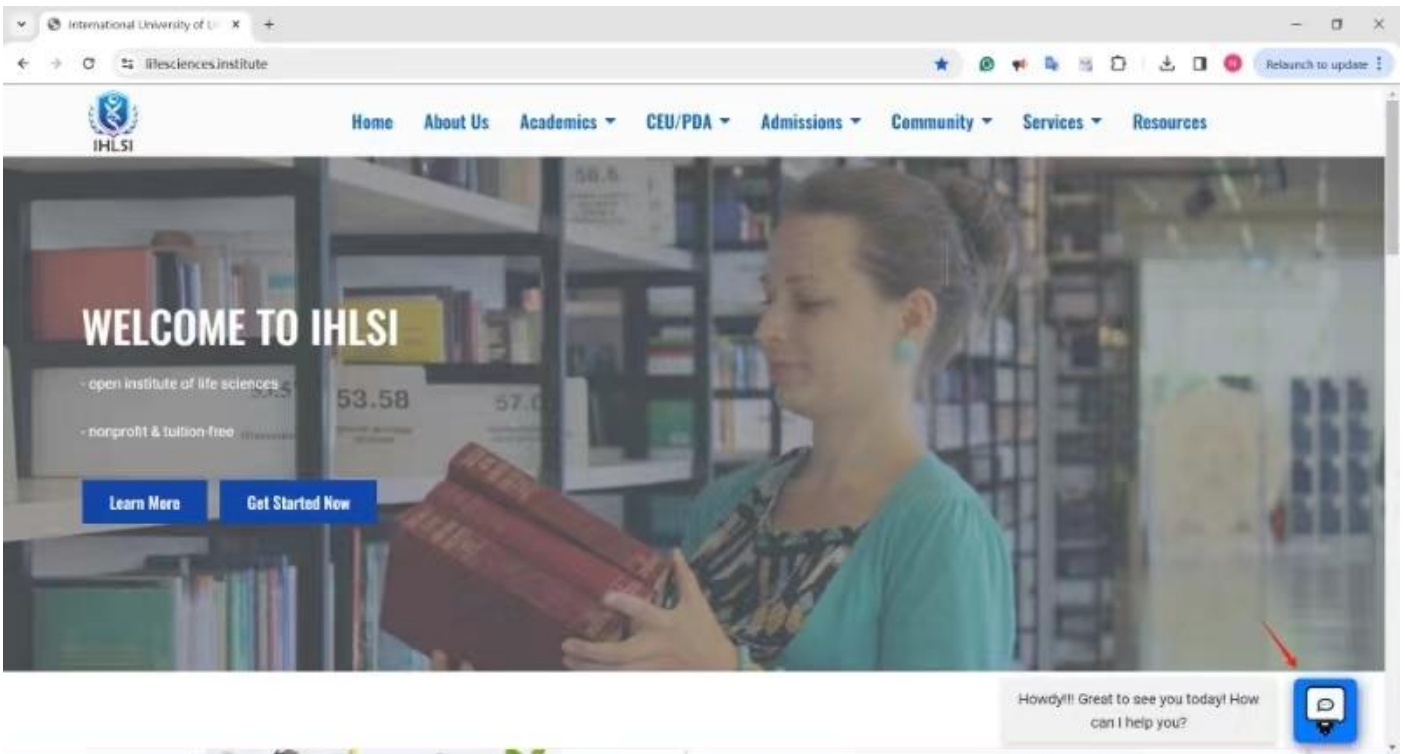 International University of Li
lifesciences.institute
Relaunch to update
IHLSI
Home About Us Academics CEU/PDA Admissions Community Services Resources
58.6
WELCOME TO IHLSI
- open institute of life sciences
53.58
- nonprofit & tuition-free
Learn More Get Started Now
Howdy!!! Great to see you today! How
can I help you?